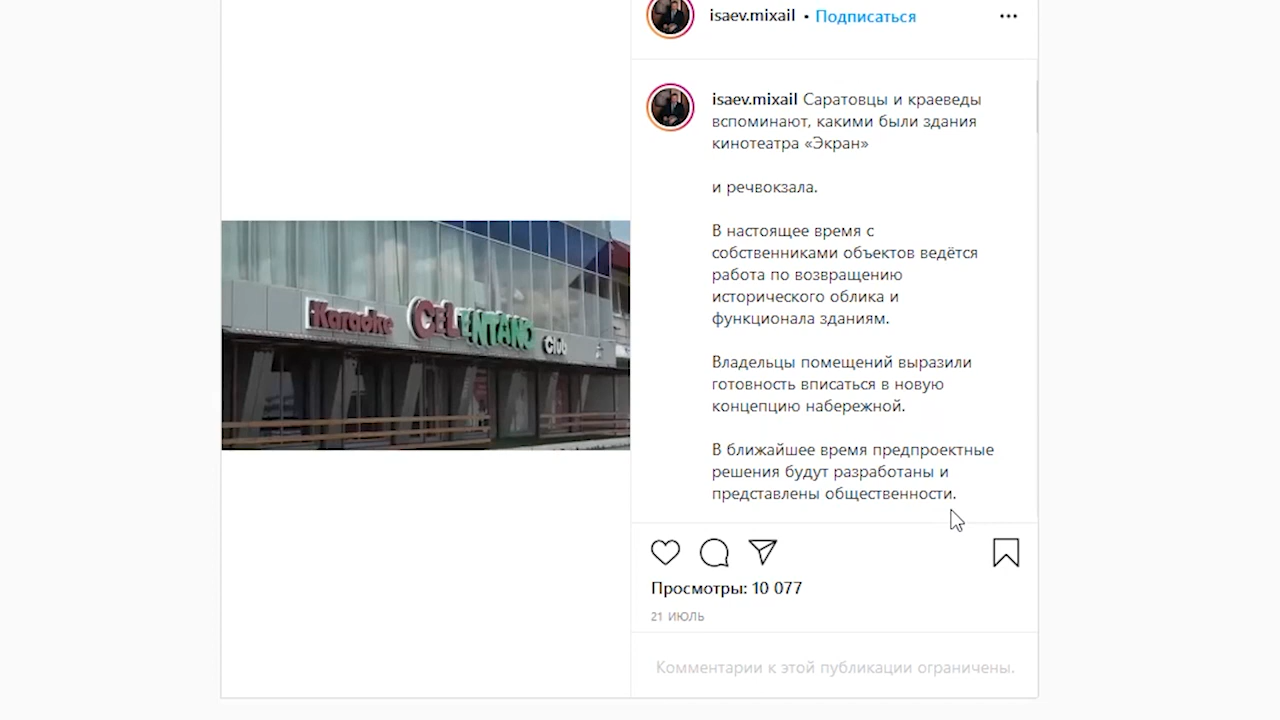 isaev.mixail • Подписаться
isaev.mixail Саратовцы и краеведы
вспоминают, какими были здания
кинотеатра «Экран»
и речвокзала.
В настоящее время с
собственниками объектов ведётся
работа по возвращению
исторического облика и
функционала зданиям.
Владельцы помещений выразили
готовность вписаться в новую
концепцию набережной.
В ближайшее время предпроектные
решения будут разработаны и
представлены общественности.
Karaoke CELENTANO Club
Просмотры: 10 077
21 ИЮЛЬ
Комментарии к этой публикации ограничены.